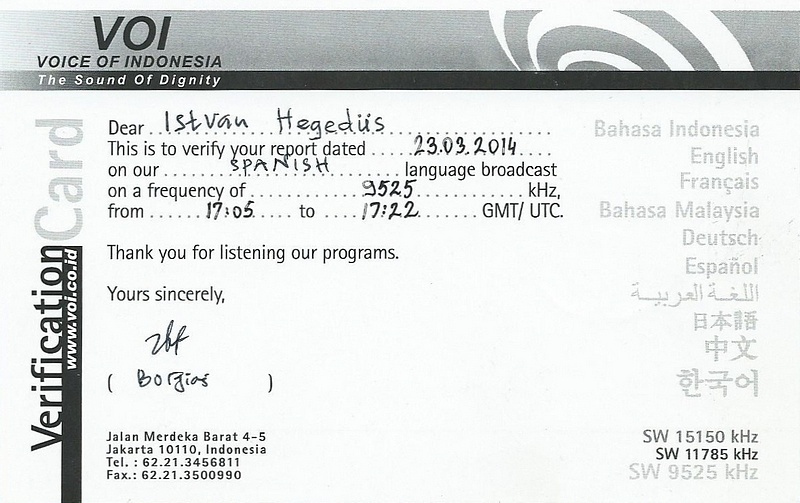 VOI
VOICE OF INDONESIA
The Sound Of Dignity
Verification Card
www.voi.co.id
Dear Istvan Hegedüs
This is to verify your report dated 23.03.2014
on our SPANISH language broadcast
on a frequency of 9525 kHz,
from 17:05 to 17:22 GMT/ UTC.
Thank you for listening our programs.
Yours sincerely,
( Borgias )
Jalan Merdeka Barat 4-5
Jakarta 10110, Indonesia
Tel. : 62.21.3456811
Fax.: 62.21.3500990
Bahasa Indonesia
English
Français
Bahasa Malaysia
Deutsch
Español
اللغة العربية
日本語
中文
한국어
SW 15150 kHz
SW 11785 kHz
SW 9525 kHz